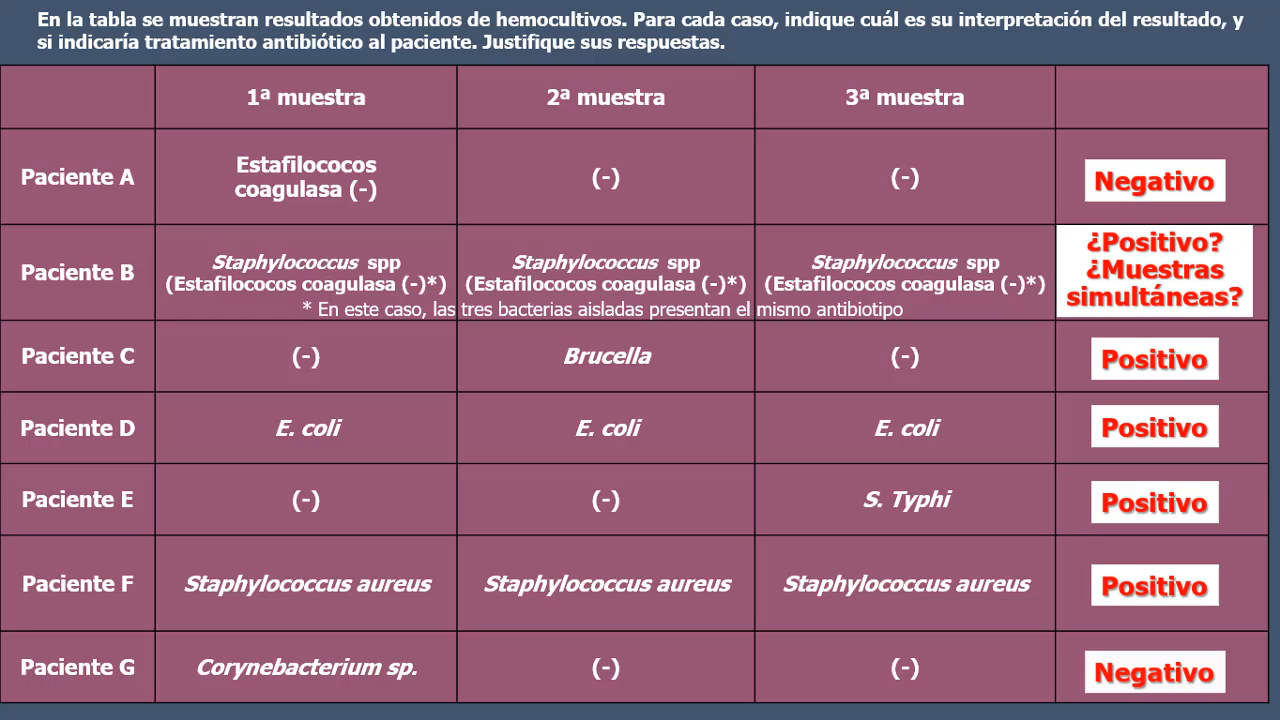 En la tabla se muestran resultados obtenidos de hemocultivos. Para cada caso, indique cuál es su interpretación del resultado, y
si indicaría tratamiento antibiótico al paciente. Justifique sus respuestas.
1ª muestra
2ª muestra
3ª muestra
Paciente A
Estafilococos
coagulasa (-)
(-)
(-)
Negativo
Paciente B
Staphylococcus spp
(Estafilococos coagulasa (-)*)
Staphylococcus spp
(Estafilococos coagulasa (-)*)
Staphylococcus spp
(Estafilococos coagulasa (-)*)
* En este caso, las tres bacterias aisladas presentan el mismo antibiotipo
¿Positivo?
¿Muestras
simultáneas?
Paciente C
(-)
Brucella
(-)
Positivo
Paciente D
E. coli
E. coli
E. coli
Positivo
Paciente E
(-)
(-)
S. Typhi
Positivo
Paciente F
Staphylococcus aureus
Staphylococcus aureus
Staphylococcus aureus
Positivo
Paciente G
Corynebacterium sp.
(-)
(-)
Negativo